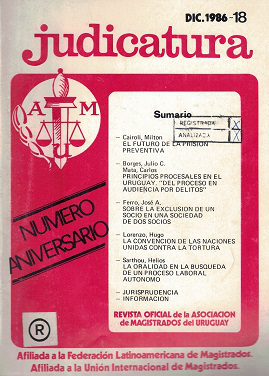 DIC. 1986-18
judicatura
A M
U
Sumario
REGISTRADA
ANALIZADA
— Cairoli, Milton
EL FUTURO DE LA PRISION
PREVENTIVA
— Borges, Julio C.
Mata, Carlos
PRINCIPIOS PROCESALES EN EL
URUGUAY. "DEL PROCESO EN
AUDIENCIA POR DELITOS"
— Ferro, José A.
SOBRE LA EXCLUSION DE UN
SOCIO EN UNA SOCIEDAD
DE DOS SOCIOS
— Lorenzo, Hugo
LA CONVENCION DE LAS NACIONES
UNIDAS CONTRA LA TORTURA
— Sarthou, Helios
LA ORALIDAD EN LA BUSQUEDA
DE UN PROCESO LABORAL
AUTONOMO
— JURISPRUDENCIA
— INFORMACION
NUMERO
ANIVERSARIO
REVISTA OFICIAL de la ASOCIACION
de MAGISTRADOS del URUGUAY
R
Afiliada a la Federación Latinoamericana de Magistrados.
Afiliada a la Unión Internacional de Magistrados.